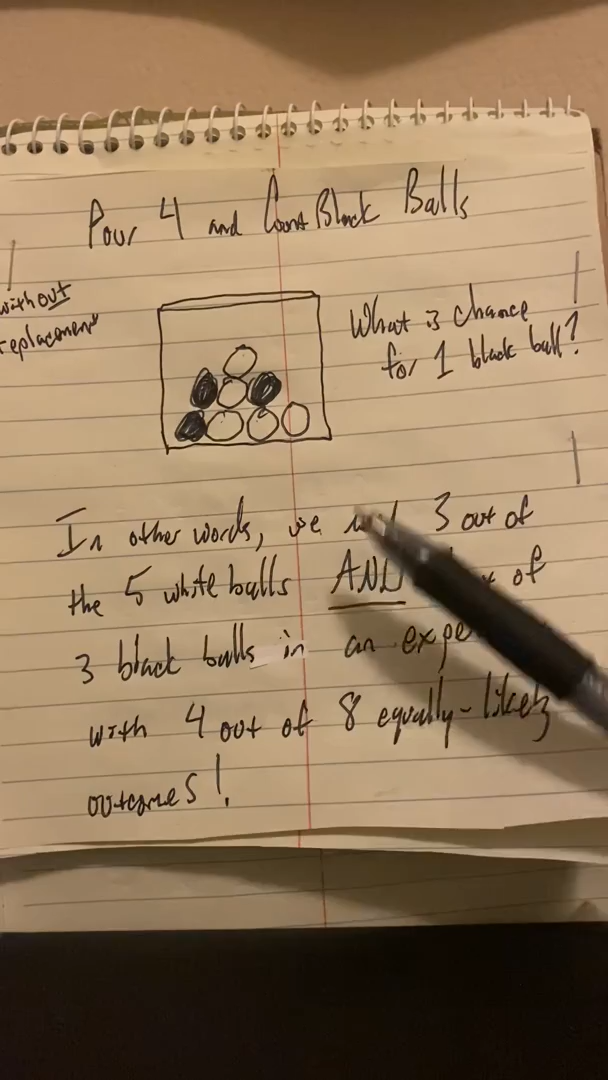 Pour 4 and Count Black Balls
without
replacement
What is chance
for 1 black ball?
In other words, we 3 out of
the 5 white balls AND of
3 black balls in an
with 4 out of 8 equally-likely
outcomes!